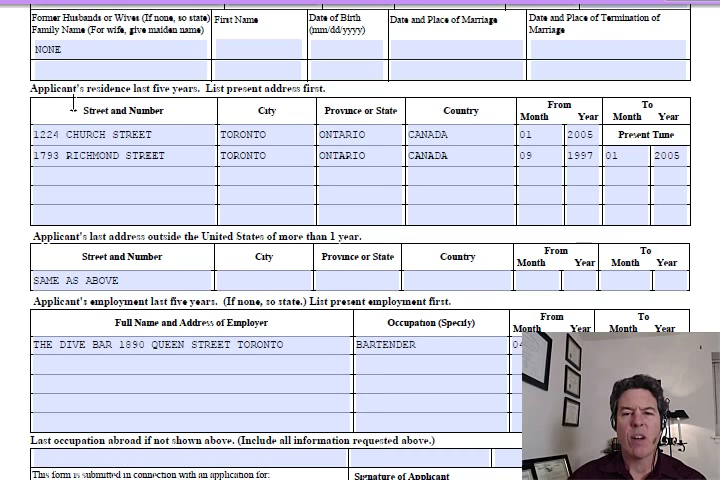 Former Husbands or Wives (If none, so state)
Family Name (For wife, give maiden name)
First Name
Date of Birth
(mm/dd/yyyy)
Date and Place of Marriage
Date and Place of Termination of
Marriage
NONE
Applicant's residence last five years. List present address first.
Street and Number City Province or State Country From To
Month Year Month Year
1224 CHURCH STREET TORONTO ONTARIO CANADA 01 2005 Present Time
1793 RICHMOND STREET TORONTO ONTARIO CANADA 09 1997 01 2005
Applicant's last address outside the United States of more than 1 year.
Street and Number City Province or State Country From To
Month Year Month Year
SAME AS ABOVE
Applicant's employment last five years. (If none, so state.) List present employment first.
Full Name and Address of Employer Occupation (Specify) From To
Month Year Month Year
THE DIVE BAR 1890 QUEEN STREET TORONTO BARTENDER
Last occupation abroad if not shown above. (Include all information requested above.)
This form is submitted in connection with an application for: Signature of Applicant